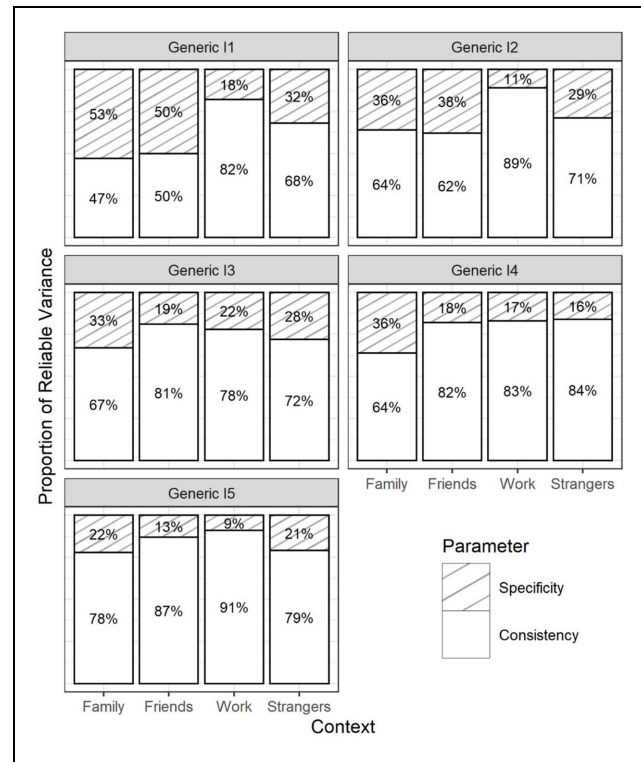 Proportion of Reliable Variance
Generic I1
53% 50% 18% 32%
47% 50% 82% 68%
Generic I2
36% 38% 11% 29%
64% 62% 89% 71%
Generic I3
33% 19% 22% 28%
67% 81% 78% 72%
Generic I4
36% 18% 17% 16%
64% 82% 83% 84%
Family Friends Work Strangers
Generic I5
22% 13% 9% 21%
78% 87% 91% 79%
Family Friends Work Strangers
Parameter
Specificity
Consistency
Context